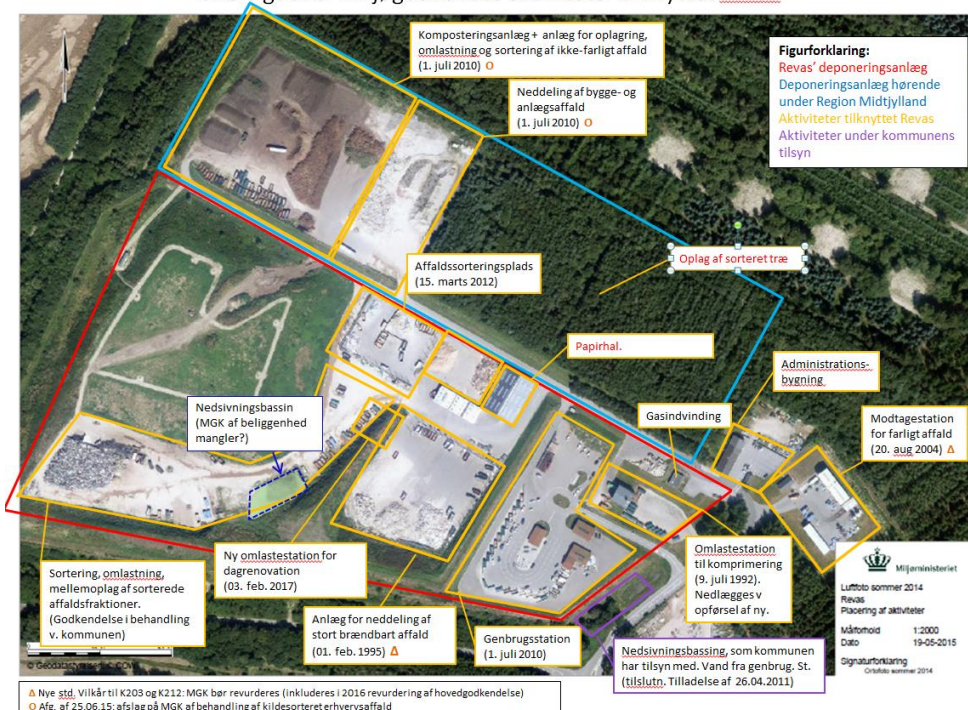 Komposteringsanlæg + anlæg for oplagring,
omlastning og sortering af ikke-farligt affald
(1. juli 2010) O
Neddeling af bygge- og
anlægsaffald
(1. juli 2010) O
Figurforklaring:
Revas’ deponeringsanlæg
Deponeringsanlæg hørende
under Region Midtjylland
Aktiviteter tilknyttet Revas
Aktiviteter under kommunens
tilsyn
Oplag af sorteret træ
Affaldssorteringsplads
(15. marts 2012)
Papirhal.
Administrations-
bygning
Nedsivningsbassin
(MGK af beliggenhed
mangler?)
Gasindvinding
Modtagestation
for farligt affald
(20. aug 2004) Δ
Sortering, omlastning,
mellemoplag af sorterede
affaldsfraktioner.
(Godkendelse i behandling
v. kommunen)
Ny omlastestation for
dagrenovation
(03. feb. 2017)
Anlæg for neddeling af
stort brændbart affald
(01. feb. 1995) Δ
Genbrugsstation
(1. juli 2010)
Omlastestation
til komprimering
(9. juli 1992).
Nedlægges v
opførsel af ny.
Nedsivningsbassing, som kommunen
har tilsyn med. Vand fra genbrug. St.
(tilslutn. Tilladelse af 26.04.2011)
Miljøministeriet
Luftfoto sommer 2014
Revas
Placering af aktiviteter
Målforhold 1:2000
Dato 19-05-2015
Signaturforklaring
Ortofoto sommer 2014
© Geodatastyrelsen, © COWI
Δ Nye std. Vilkår til K203 og K212: MGK bør revurderes (inkluderes i 2016 revurdering af hovedgodkendelse)
O Afg. af 25.06.15: afslag på MGK af behandling af kildesorteret erhvervsaffald